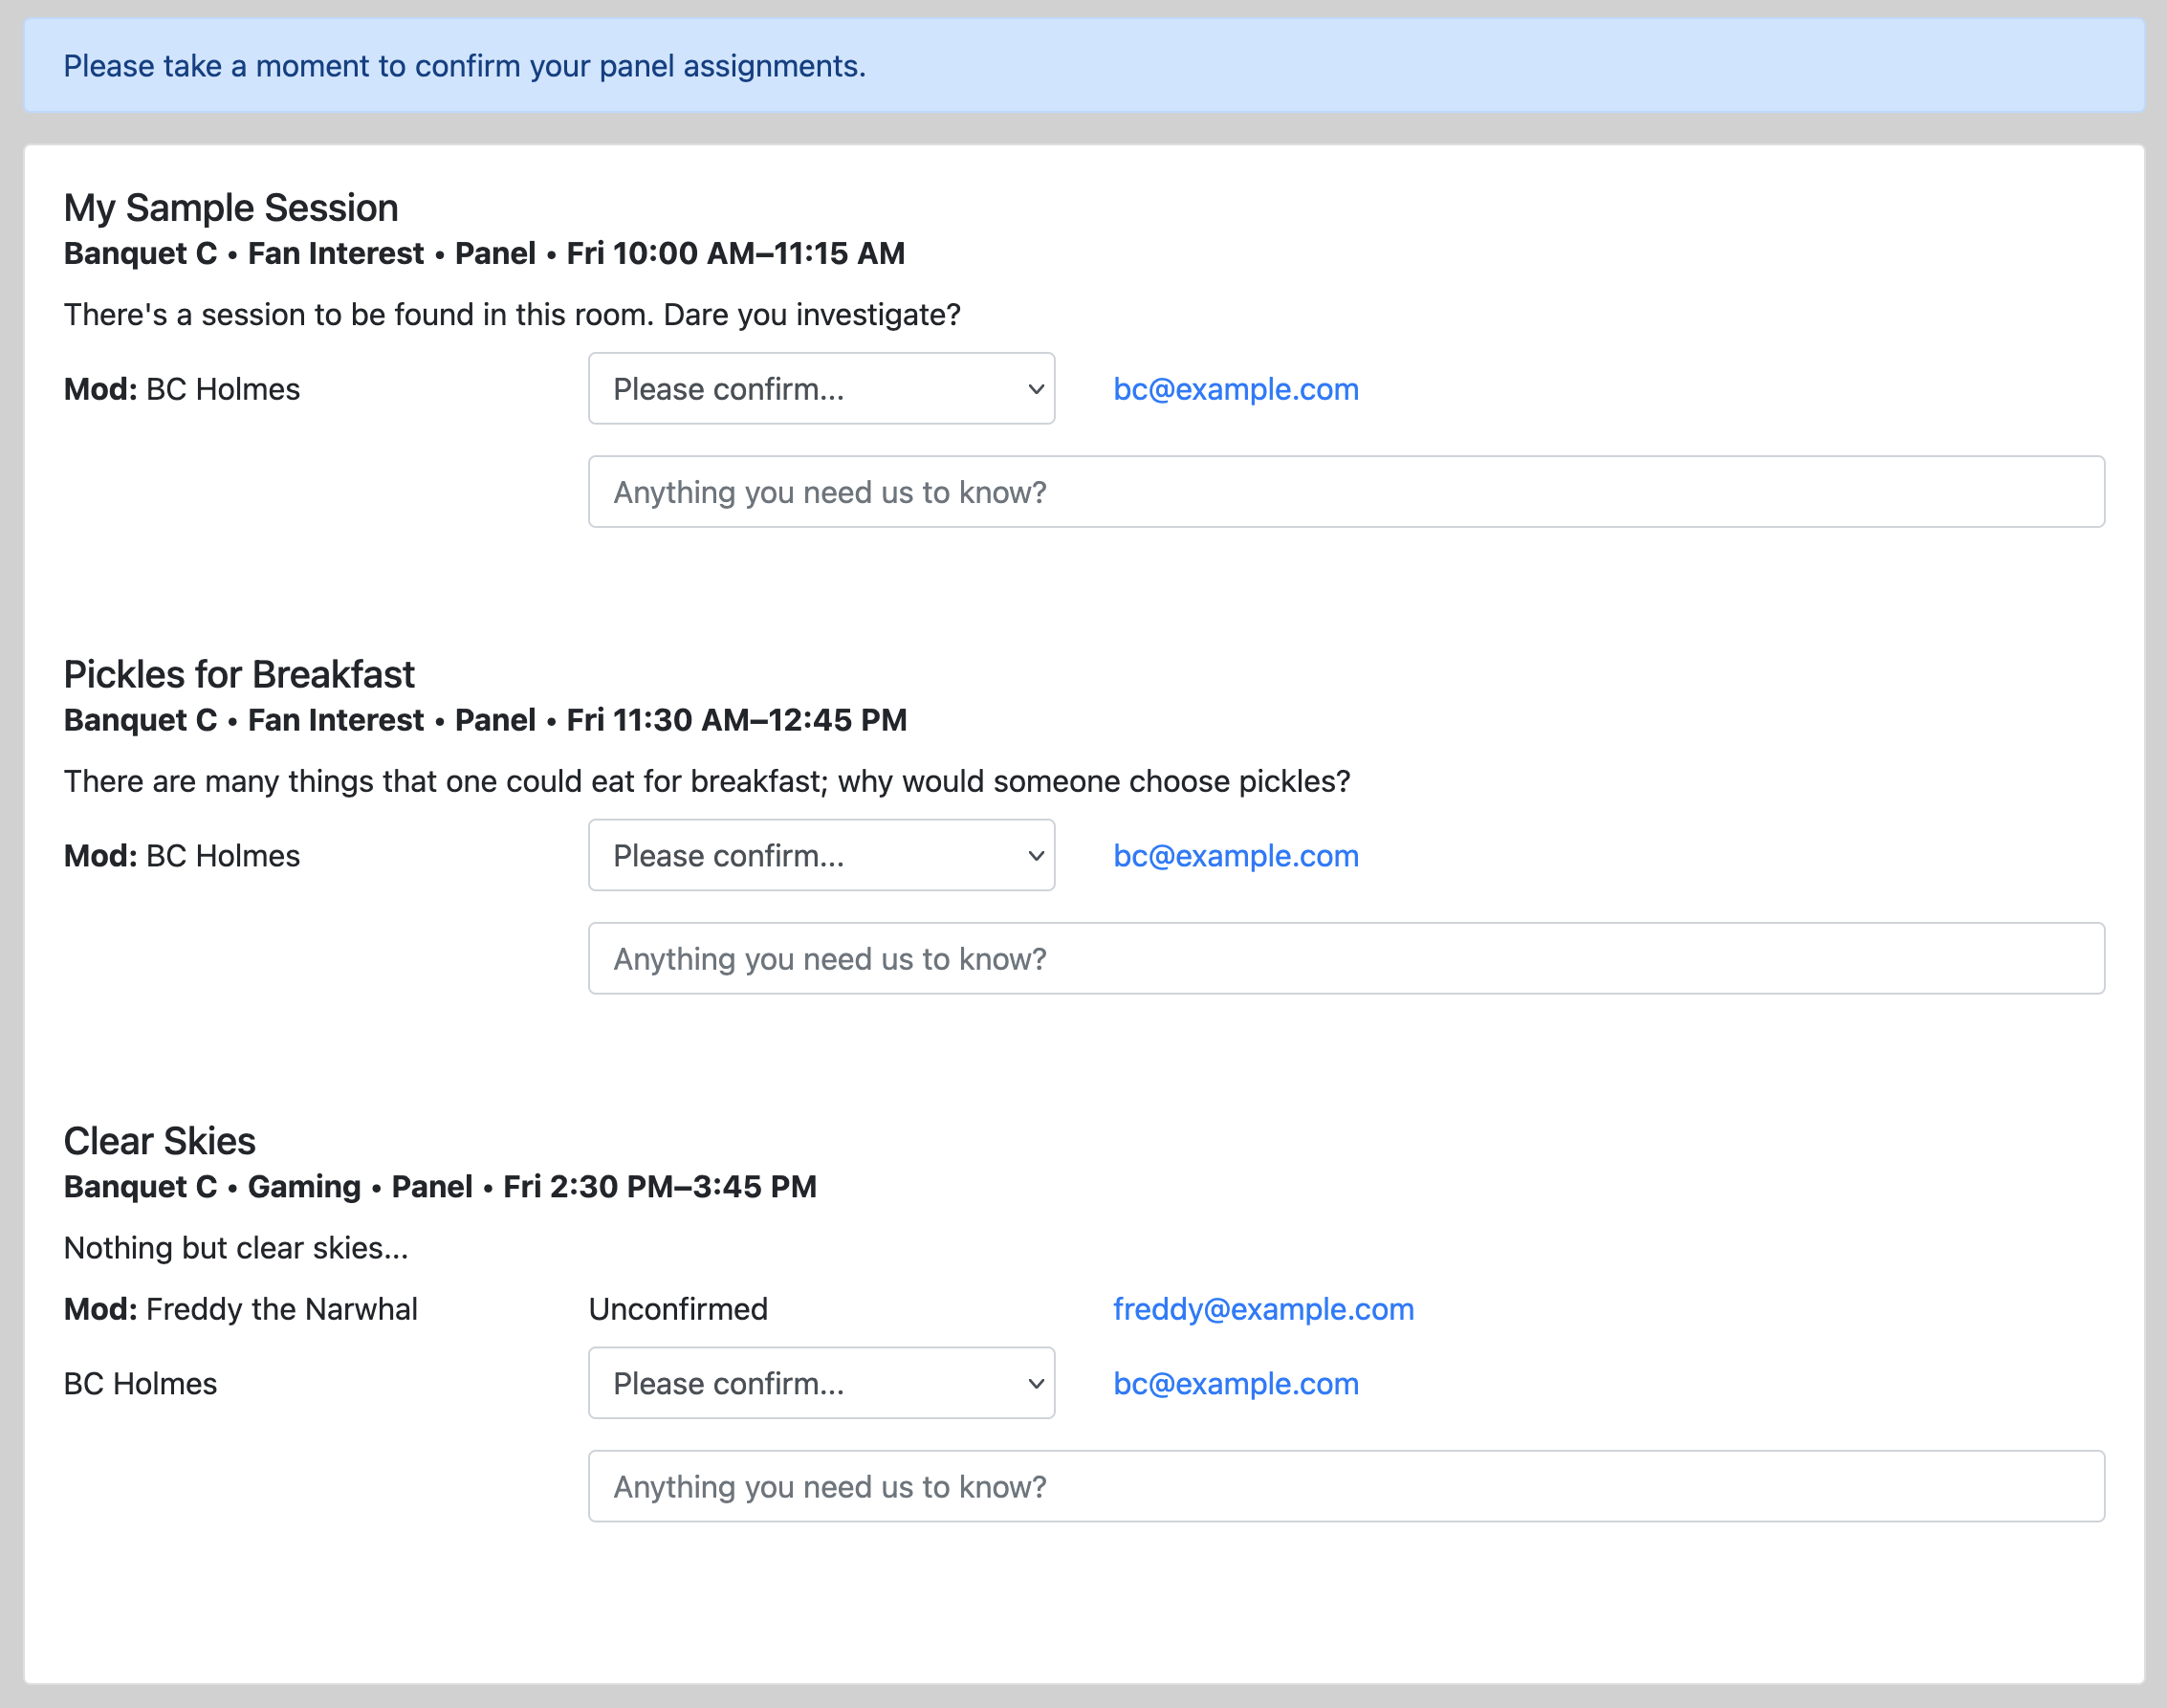 Please take a moment to confirm your panel assignments.
My Sample Session
Banquet C • Fan Interest • Panel • Fri 10:00 AM–11:15 AM
There's a session to be found in this room. Dare you investigate?
Mod: BC Holmes Please confirm... bc@example.com
Anything you need us to know?
Pickles for Breakfast
Banquet C • Fan Interest • Panel • Fri 11:30 AM–12:45 PM
There are many things that one could eat for breakfast; why would someone choose pickles?
Mod: BC Holmes Please confirm... bc@example.com
Anything you need us to know?
Clear Skies
Banquet C • Gaming • Panel • Fri 2:30 PM–3:45 PM
Nothing but clear skies...
Mod: Freddy the Narwhal Unconfirmed freddy@example.com
BC Holmes Please confirm... bc@example.com
Anything you need us to know?